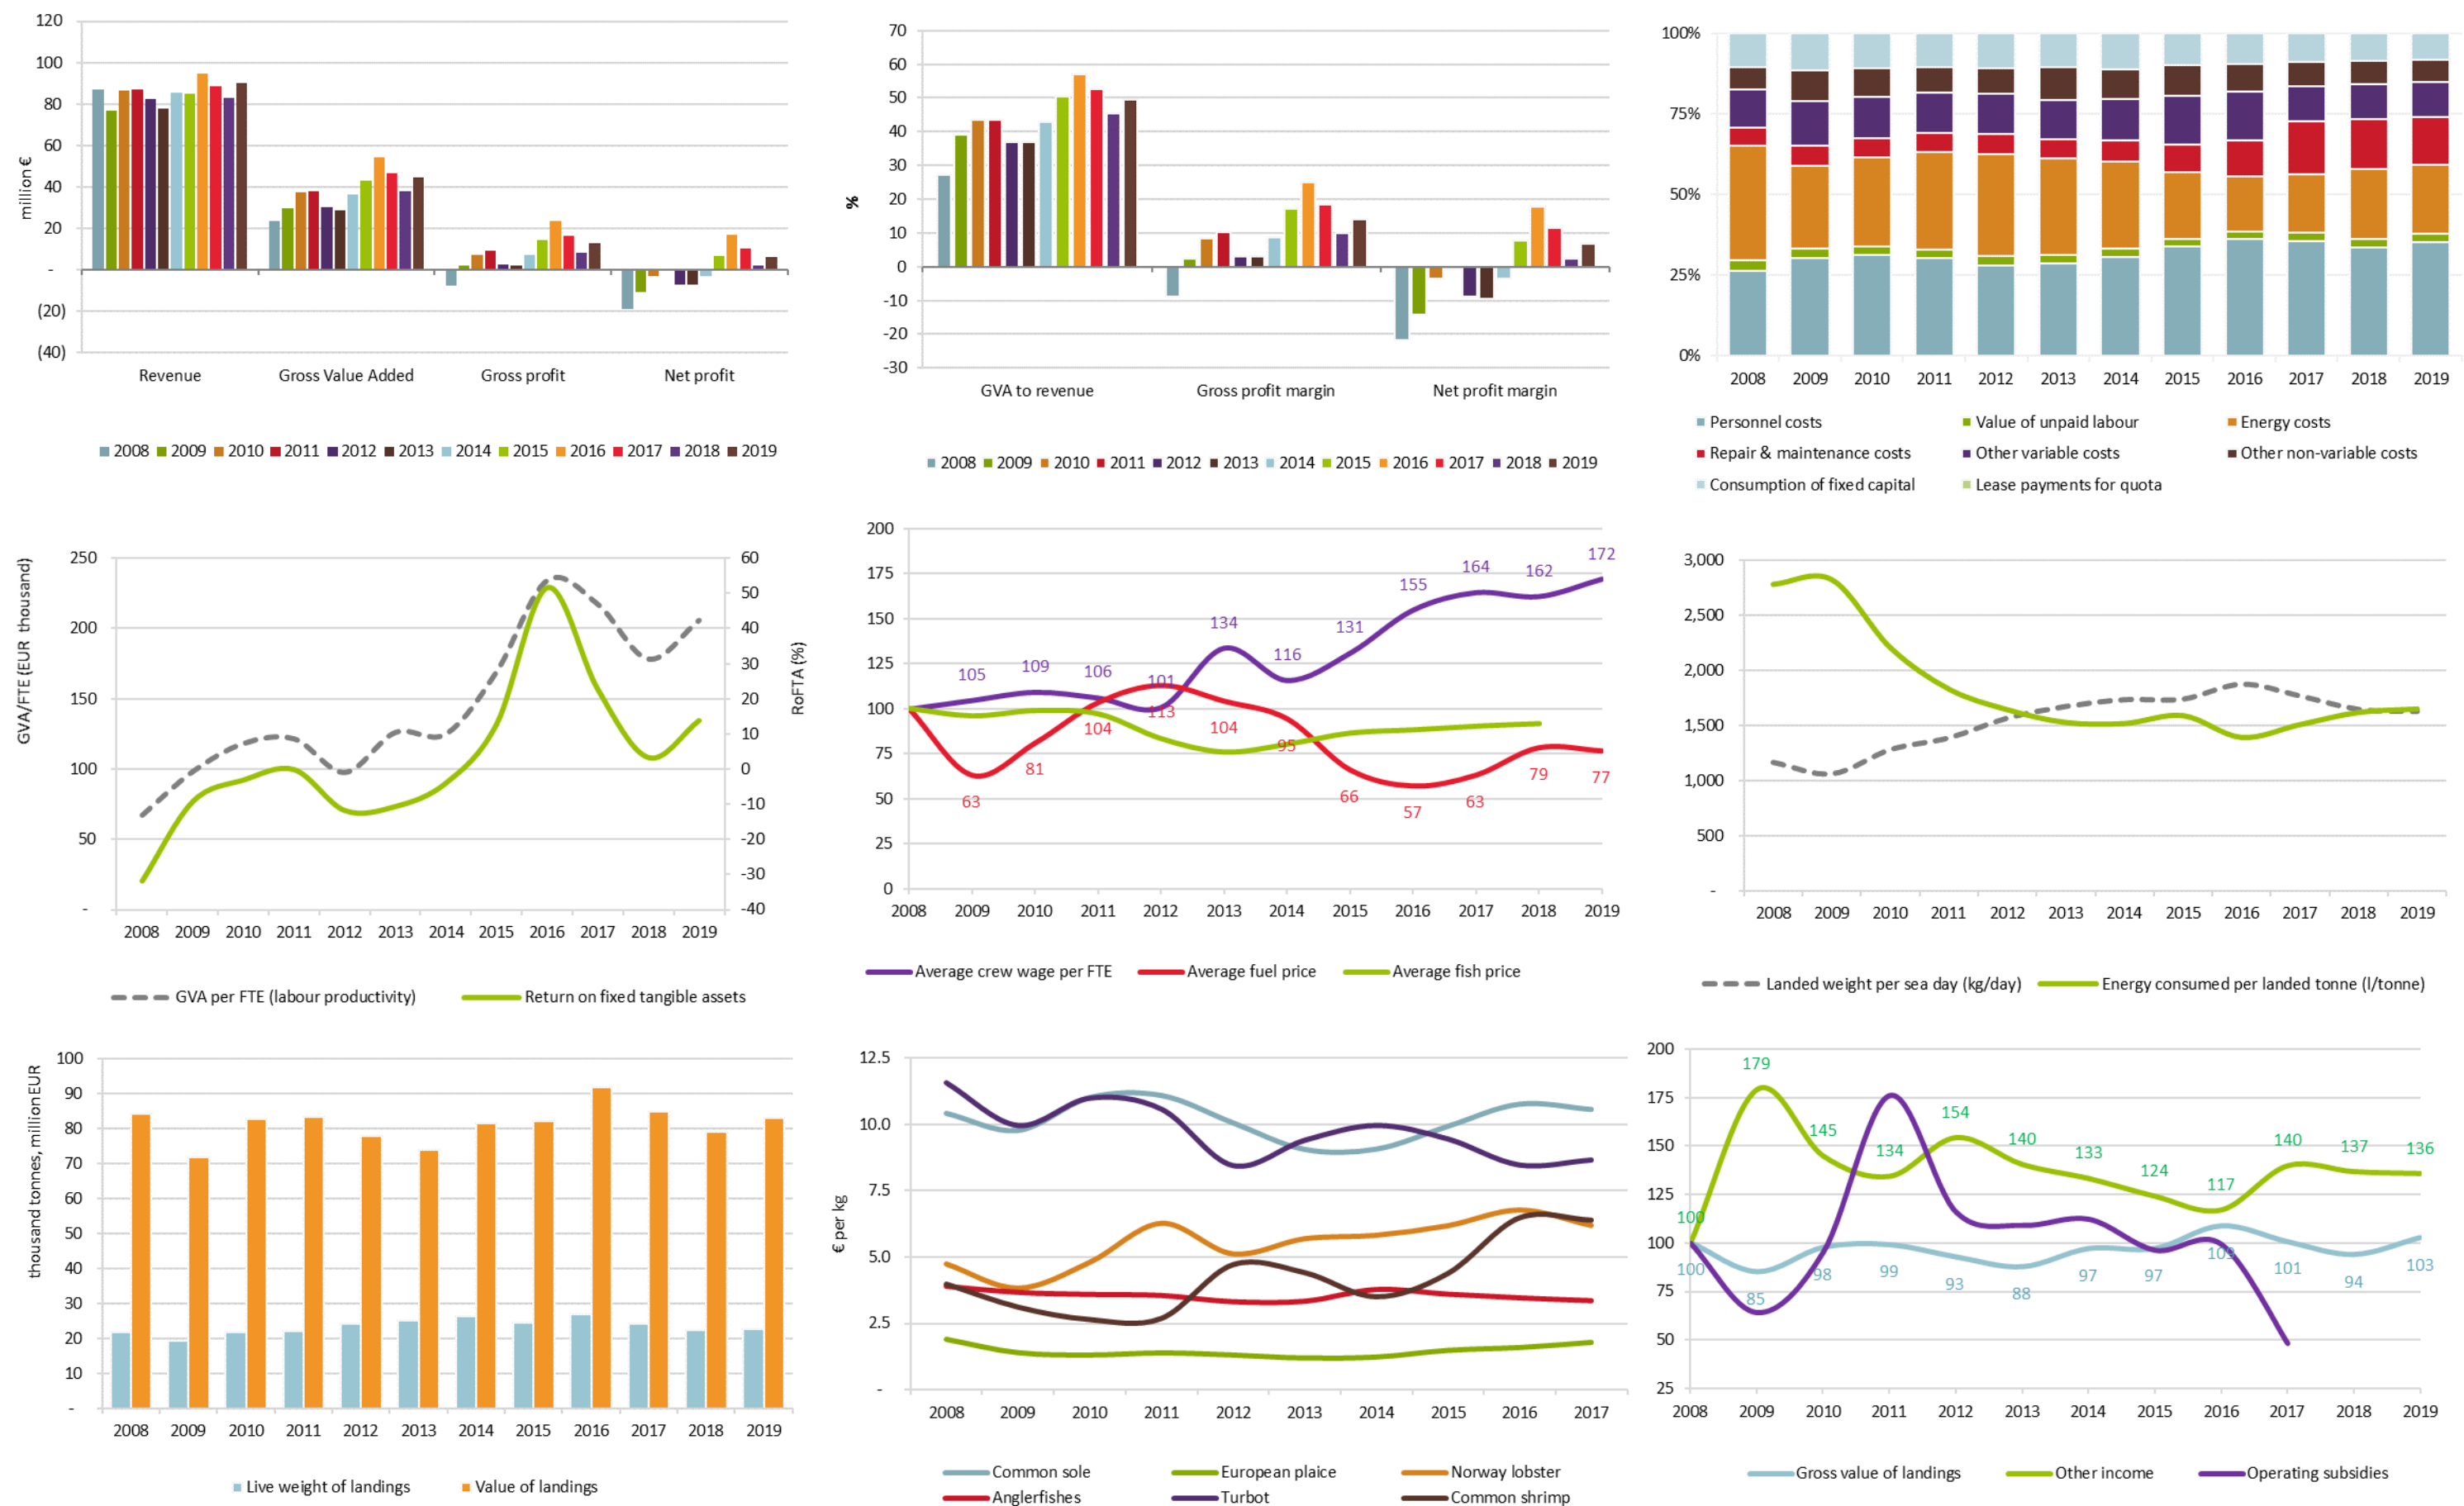 120
100
80
60
40
20
-
(20)
(40)
million €
Revenue Gross Value Added Gross profit Net profit
2008 2009 2010 2011 2012 2013 2014 2015 2016 2017 2018 2019
70
60
50
40
30
20
10
0
-10
-20
-30
%
GVA to revenue Gross profit margin Net profit margin
2008 2009 2010 2011 2012 2013 2014 2015 2016 2017 2018 2019
100%
75%
50%
25%
0%
2008 2009 2010 2011 2012 2013 2014 2015 2016 2017 2018 2019
Personnel costs Value of unpaid labour Energy costs
Repair & maintenance costs Other variable costs Other non-variable costs
Consumption of fixed capital Lease payments for quota
GVA/FTE (EUR thousand)
250
200
150
100
50
-
60
50
40
30
20
10
0
-10
-20
-30
-40
RoFTA (%)
2008 2009 2010 2011 2012 2013 2014 2015 2016 2017 2018 2019
GVA per FTE (labour productivity) Return on fixed tangible assets
200
175
150
125
100
75
50
25
0
105 109 106 101 134 116 131 155 164 162 172
63 81 104 113 104 95 66 57 63 79 77
2008 2009 2010 2011 2012 2013 2014 2015 2016 2017 2018 2019
Average crew wage per FTE Average fuel price Average fish price
3,000
2,500
2,000
1,500
1,000
500
-
2008 2009 2010 2011 2012 2013 2014 2015 2016 2017 2018 2019
Landed weight per sea day (kg/day) Energy consumed per landed tonne (l/tonne)
thousand tonnes, million EUR
100
90
80
70
60
50
40
30
20
10
-
2008 2009 2010 2011 2012 2013 2014 2015 2016 2017 2018 2019
Live weight of landings Value of landings
€ per kg
12.5
10.0
7.5
5.0
2.5
-
2008 2009 2010 2011 2012 2013 2014 2015 2016 2017
Common sole European plaice Norway lobster
Anglerfishes Turbot Common shrimp
200
175
150
125
100
75
50
25
100 179 145 134 154 140 133 124 117 140 137 136
100 85 98 99 93 88 97 97 109 101 94 103
2008 2009 2010 2011 2012 2013 2014 2015 2016 2017 2018 2019
Gross value of landings Other income Operating subsidies